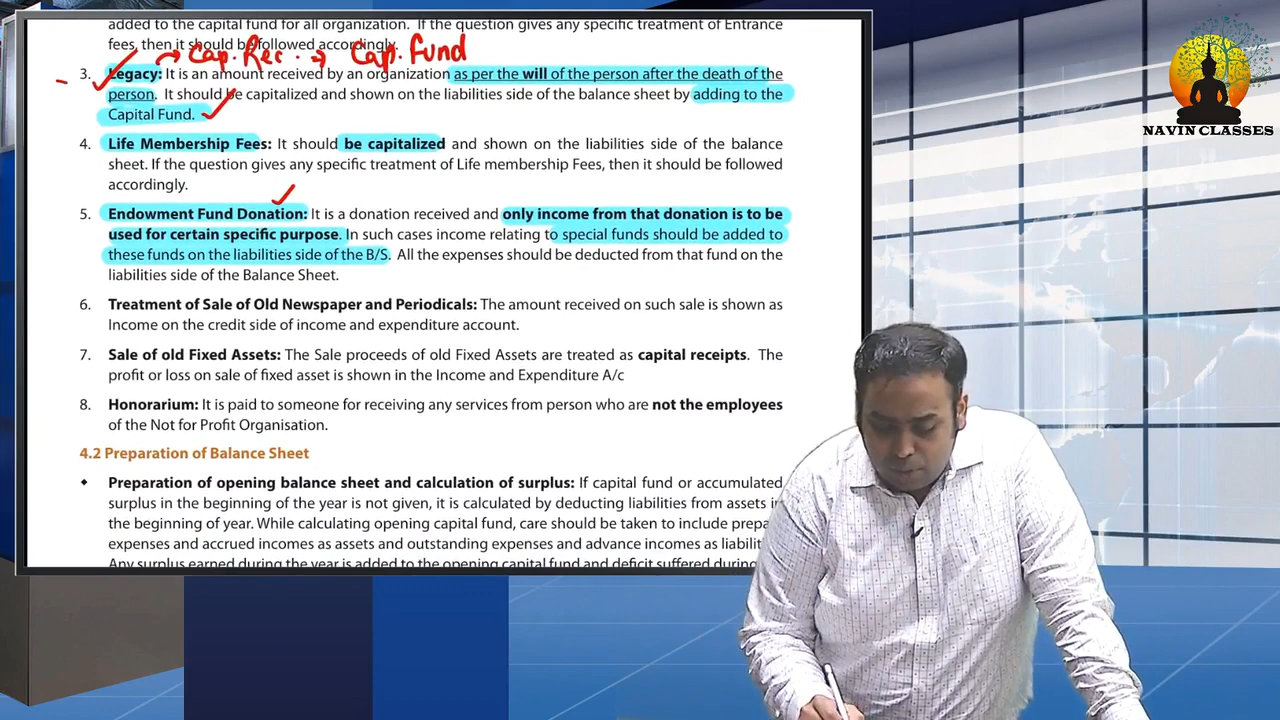 added to the capital fund for all organization. If the question gives any specific treatment of Entrance
fees, then it should be followed accordingly.
→ Cap. Rec. → Cap. Fund
3. Legacy: It is an amount received by an organization as per the will of the person after the death of the
person. It should be capitalized and shown on the liabilities side of the balance sheet by adding to the
Capital Fund.
4. Life Membership Fees: It should be capitalized and shown on the liabilities side of the balance
sheet. If the question gives any specific treatment of Life membership Fees, then it should be followed
accordingly.
5. Endowment Fund Donation: It is a donation received and only income from that donation is to be
used for certain specific purpose. In such cases income relating to special funds should be added to
these funds on the liabilities side of the B/S. All the expenses should be deducted from that fund on the
liabilities side of the Balance Sheet.
6. Treatment of Sale of Old Newspaper and Periodicals: The amount received on such sale is shown as
Income on the credit side of income and expenditure account.
7. Sale of old Fixed Assets: The Sale proceeds of old Fixed Assets are treated as capital receipts. The
profit or loss on sale of fixed asset is shown in the Income and Expenditure A/c
8. Honorarium: It is paid to someone for receiving any services from person who are not the employees
of the Not for Profit Organisation.
4.2 Preparation of Balance Sheet
♦ Preparation of opening balance sheet and calculation of surplus: If capital fund or accumulated
surplus in the beginning of the year is not given, it is calculated by deducting liabilities from assets
the beginning of year. While calculating opening capital fund, care should be taken to include
expenses and accrued incomes as assets and outstanding expenses and advance incomes as
Any surplus earned during the year is added to the opening capital fund and deficit suffered
NAVIN CLASSES